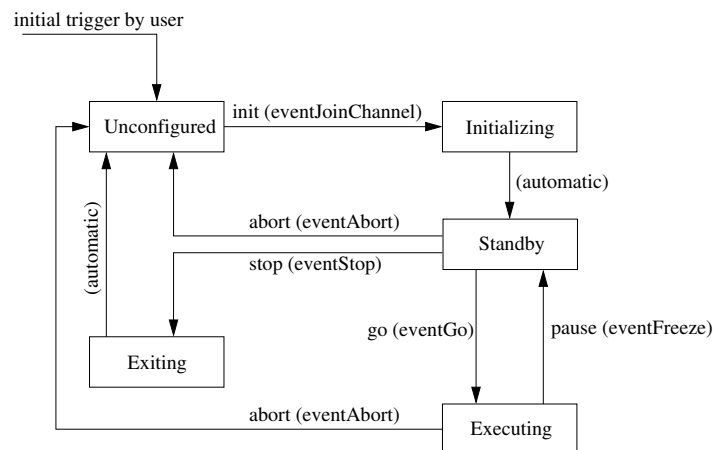 initial trigger by user
Unconfigured
init (eventJoinChannel)
Initializing
(automatic)
(automatic)
abort (eventAbort)
Standby
stop (eventStop)
go (eventGo)
pause (eventFreeze)
Exiting
abort (eventAbort)
Executing